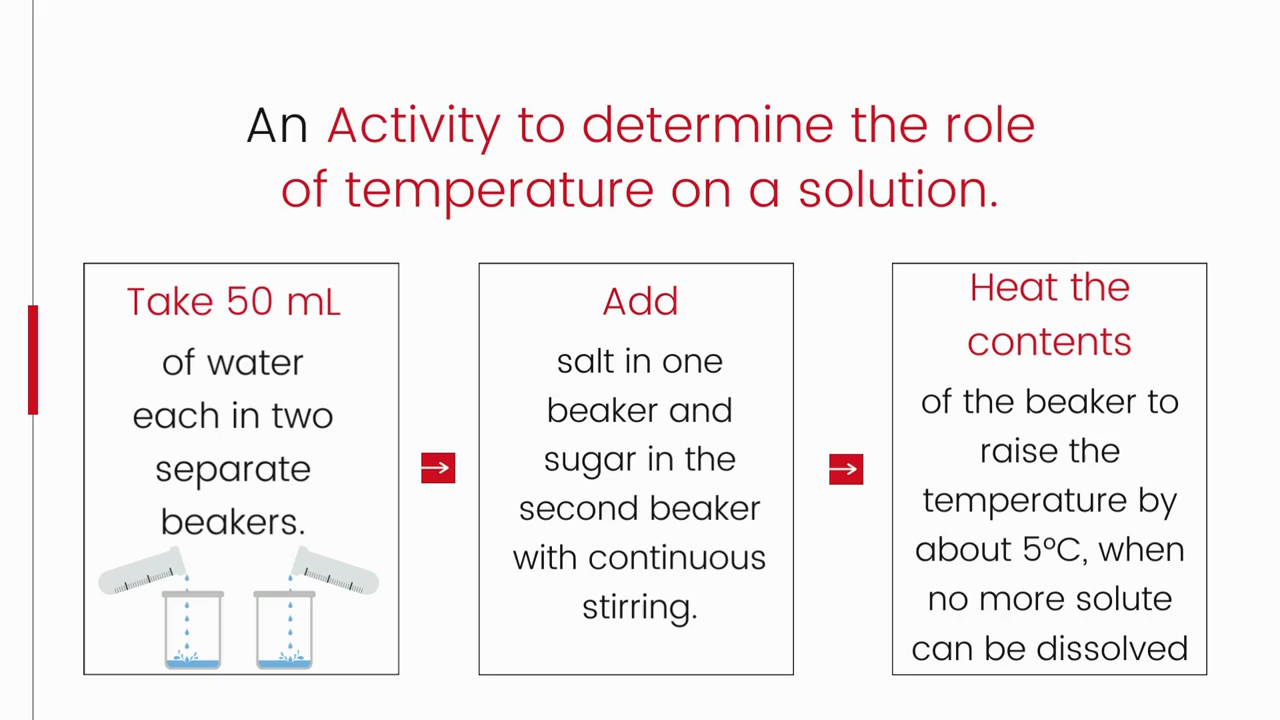 An Activity to determine the role
of temperature on a solution.
Take 50 mL
of water
each in two
separate
beakers.
Add
salt in one
beaker and
sugar in the
second beaker
with continuous
stirring.
Heat the
contents
of the beaker to
raise the
temperature by
about 5°C, when
no more solute
can be dissolved